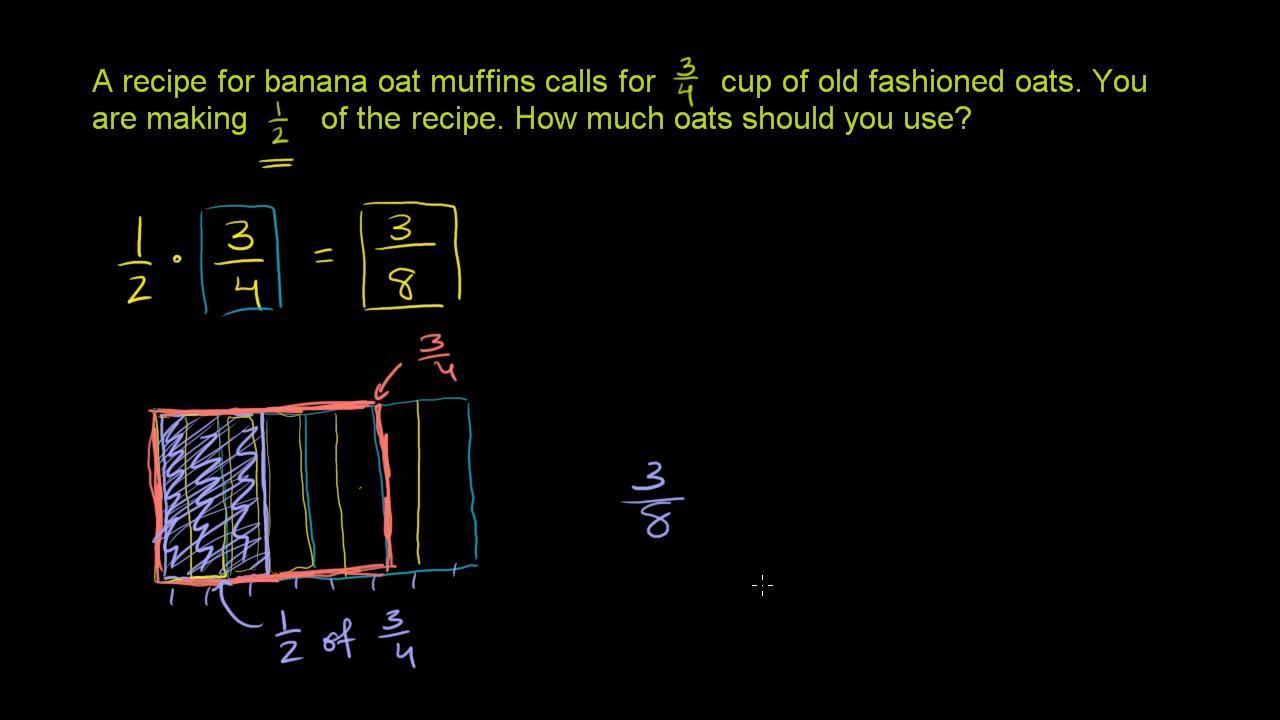 A recipe for banana oat muffins calls for 3/4 cup of old fashioned oats. You
are making 1/2 of the recipe. How much oats should you use?
1/2 · 3/4 = 3/8
3/4
3/8
1/2 of 3/4